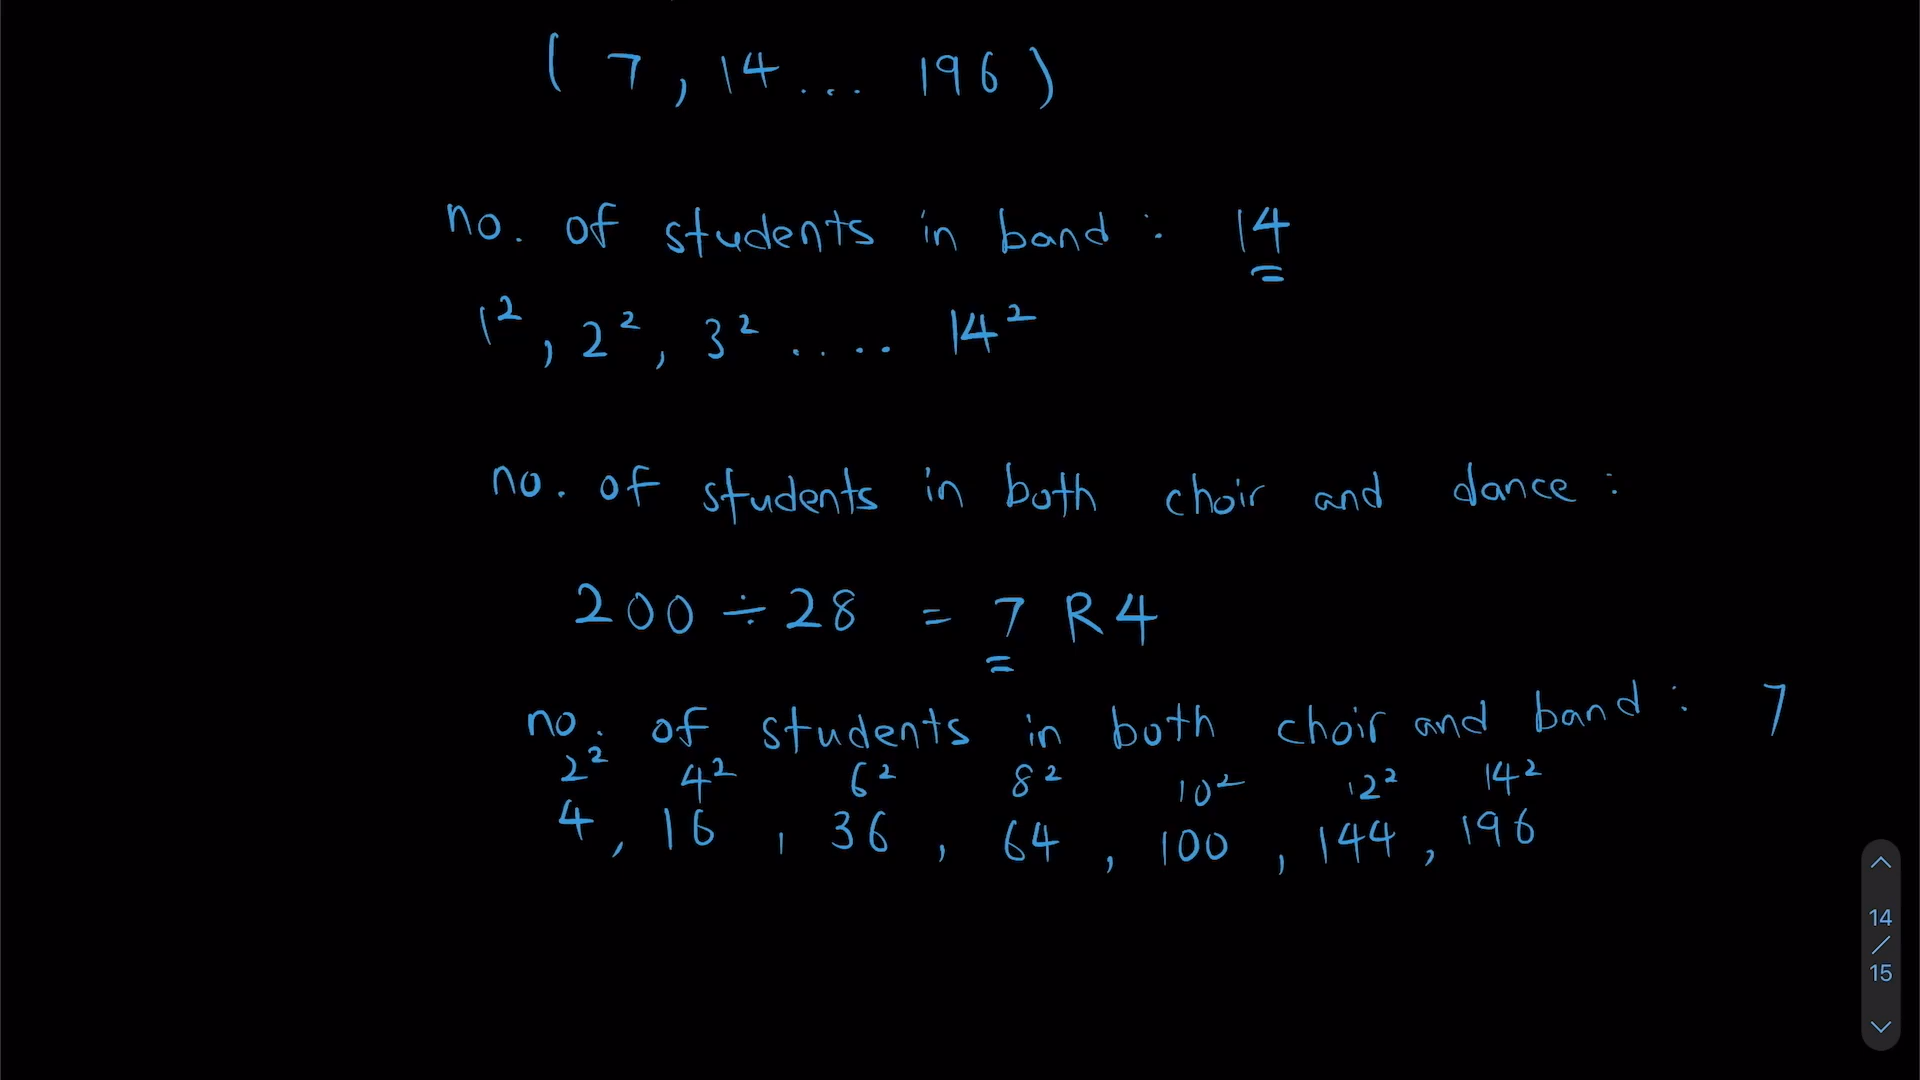 ( 7 , 14 ... 196 )
no. of students in band : 14
1² , 2² , 3² .... 14²
no. of students in both choir and dance :
200 ÷ 28 = 7 R4
no. of students in both choir and band : 7
2² 4² 6² 8² 10² 12² 14²
4 , 16 , 36 , 64 , 100 , 144 , 196
14
/
15